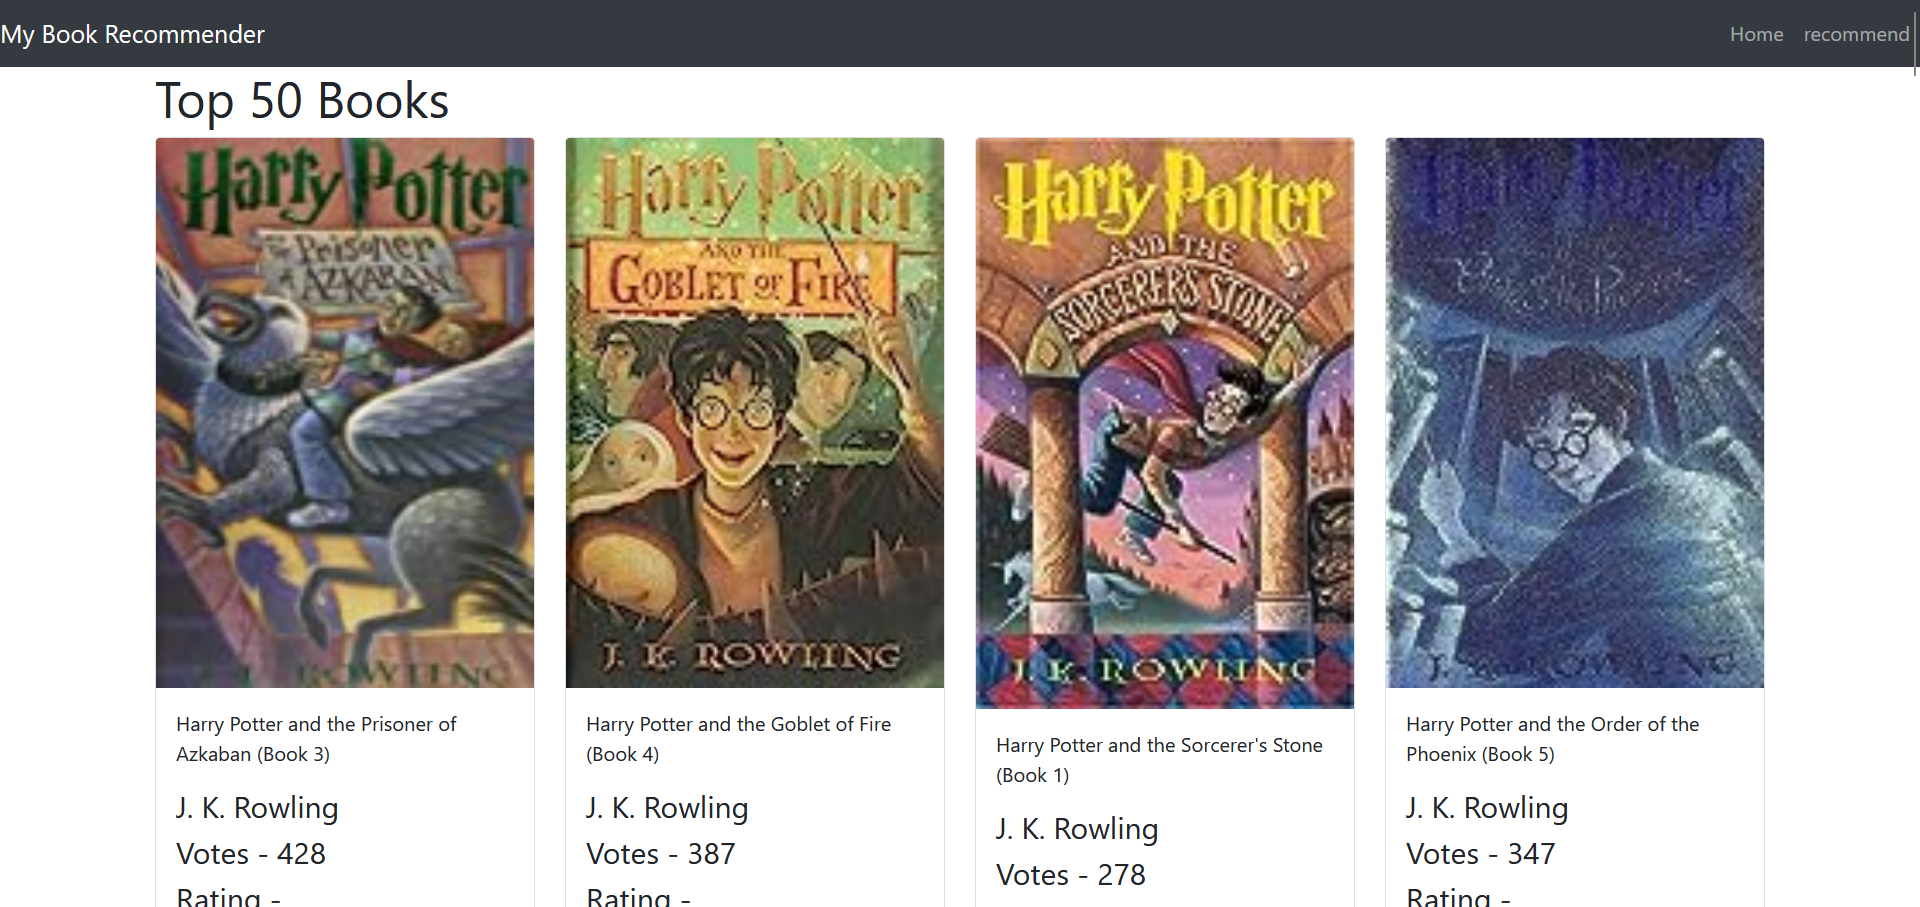 My Book Recommender
Home recommend
Top 50 Books
Harry Potter
Prisoner
of AZKABAN
J. K. ROWLING
Harry Potter and the Prisoner of
Azkaban (Book 3)
J. K. Rowling
Votes - 428
Rating -
Harry Potter
AND THE
GOBLET OF FIRE
J. K. ROWLING
Harry Potter and the Goblet of Fire
(Book 4)
J. K. Rowling
Votes - 387
Rating -
Harry Potter
AND THE
SORCERER'S STONE
J. K. ROWLING
Harry Potter and the Sorcerer's Stone
(Book 1)
J. K. Rowling
Votes - 278
Harry Potter
J. K. ROWLING
Harry Potter and the Order of the
Phoenix (Book 5)
J. K. Rowling
Votes - 347
Rating -